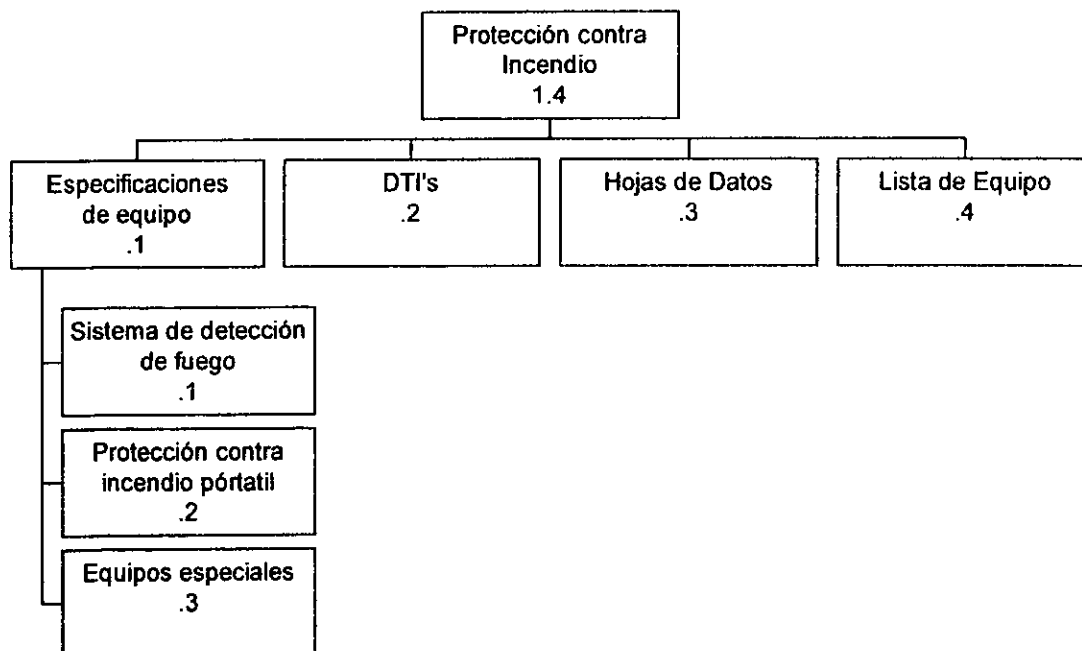 Protección contra
Incendio
1.4
Especificaciones
de equipo
.1
DTI's
.2
Hojas de Datos
.3
Lista de Equipo
.4
Sistema de detección
de fuego
.1
Protección contra
incendio pórtatil
.2
Equipos especiales
.3